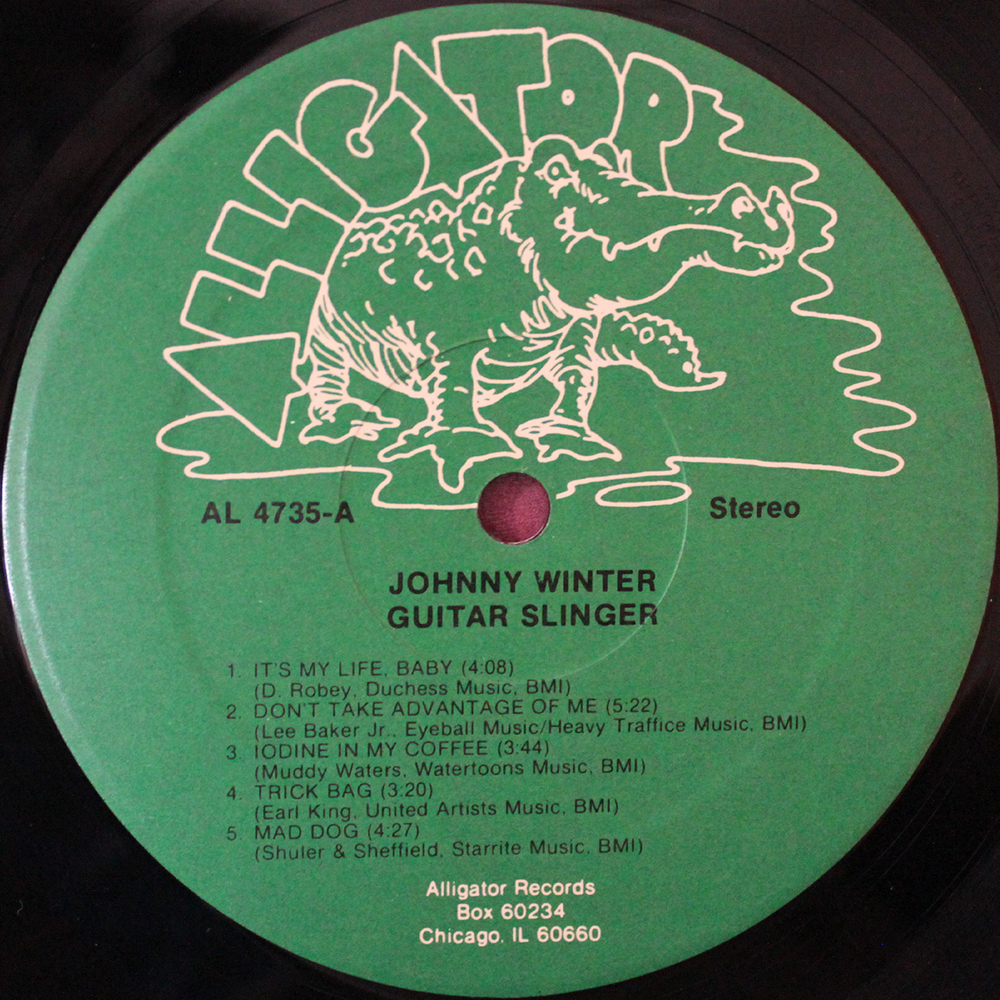 ALLIGATOR
AL 4735-A
Stereo
JOHNNY WINTER
GUITAR SLINGER
1. IT'S MY LIFE, BABY (4:08)
(D. Robey, Duchess Music, BMI)
2. DON'T TAKE ADVANTAGE OF ME (5:22)
(Lee Baker Jr., Eyeball Music/Heavy Traffice Music, BMI)
3. IODINE IN MY COFFEE (3:44)
(Muddy Waters, Watertoons Music, BMI)
4. TRICK BAG (3:20)
(Earl King, United Artists Music, BMI)
5. MAD DOG (4:27)
(Shuler & Sheffield, Starrite Music, BMI)
Alligator Records
Box 60234
Chicago, IL 60660